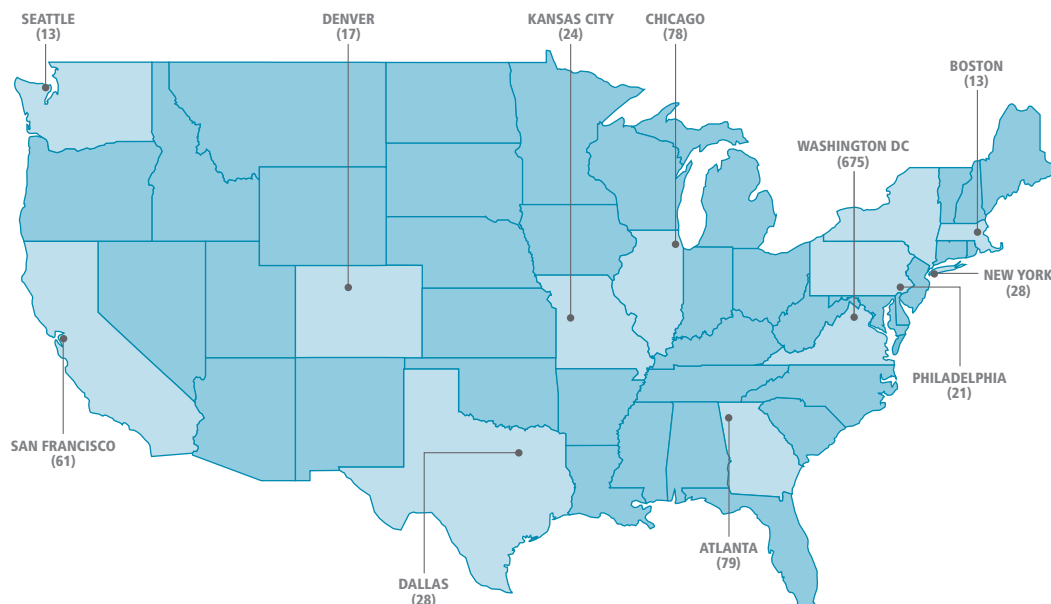 SEATTLE
(13)
DENVER
(17)
KANSAS CITY
(24)
CHICAGO
(78)
BOSTON
(13)
WASHINGTON DC
(675)
NEW YORK
(28)
PHILADELPHIA
(21)
SAN FRANCISCO
(61)
ATLANTA
(79)
DALLAS
(28)